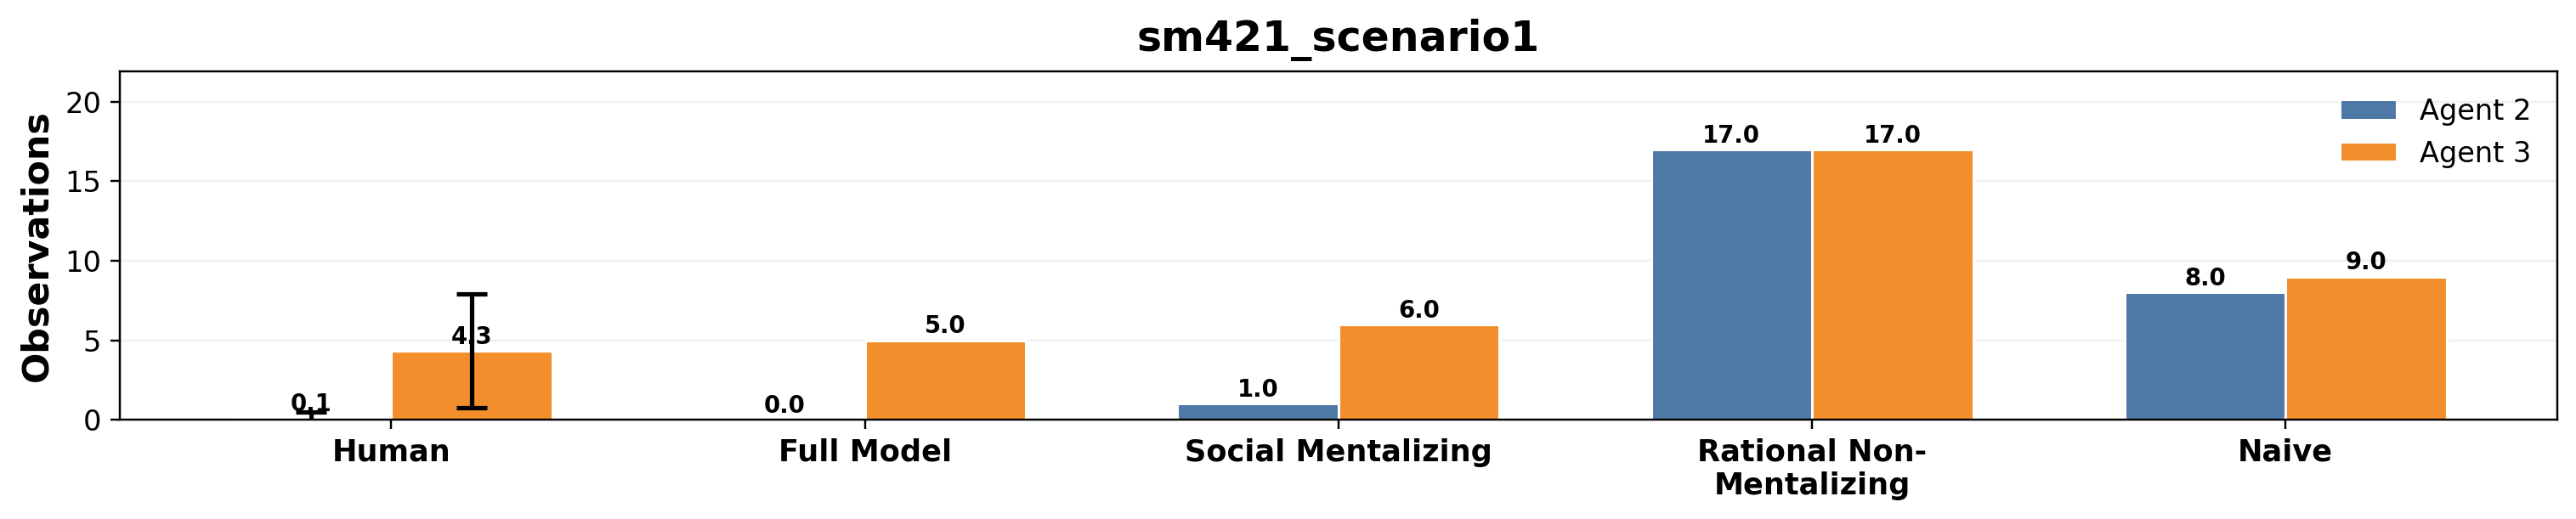 sm421_scenario1
Observations
20
15
10
5
0
Agent 2
Agent 3
0.1
4.3
0.0
5.0
1.0
6.0
17.0
17.0
8.0
9.0
Human
Full Model
Social Mentalizing
Rational Non-
Mentalizing
Naive